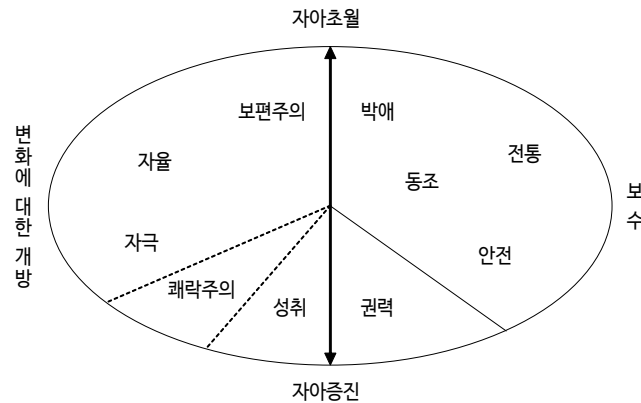 자아초월
보편주의
박애
전통
자율
동조
변화에 대한 개방
보수
자극
안전
쾌락주의
성취
권력
자아증진